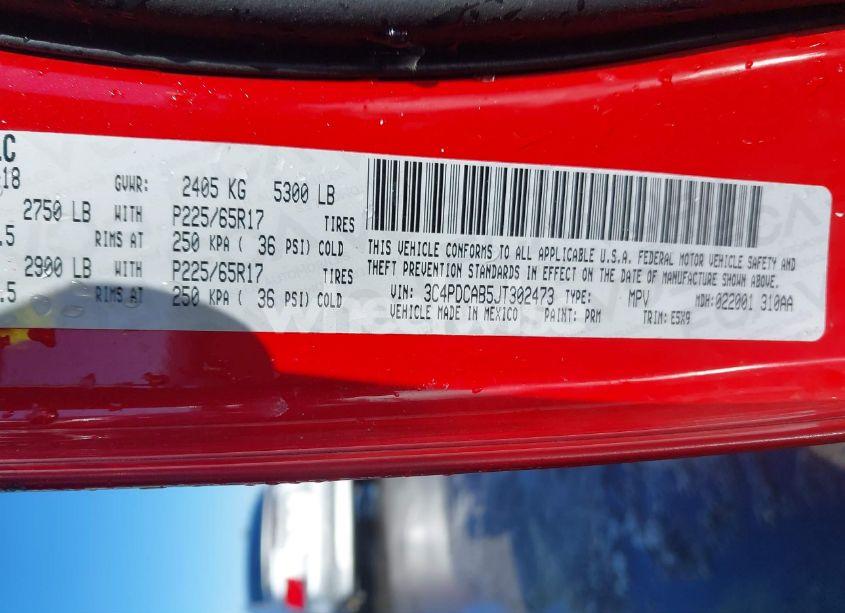 LC
18 GVWR: 2405 KG 5300 LB
2750 LB WITH P225/65R17 TIRES
.5 RIMS AT 250 KPA ( 36 PSI) COLD
2900 LB WITH P225/65R17 TIRES
.5 RIMS AT 250 KPA ( 36 PSI) COLD
THIS VEHICLE CONFORMS TO ALL APPLICABLE U.S.A. FEDERAL MOTOR VEHICLE SAFETY AND
THEFT PREVENTION STANDARDS IN EFFECT ON THE DATE OF MANUFACTURE SHOWN ABOVE.
VIN: 3C4PDCAB5JT302473 TYPE: MPV MDH: 022001 310AA
VEHICLE MADE IN MEXICO PAINT: PRM TRIM: E5X9